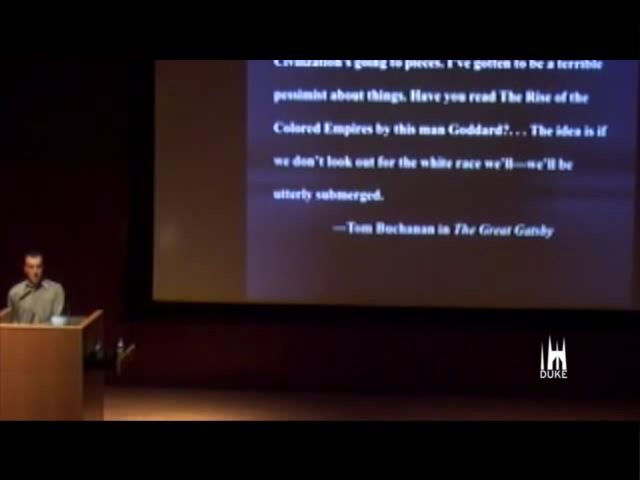 Civilization's going to pieces. I've gotten to be a terrible
pessimist about things. Have you read The Rise of the
Colored Empires by this man Goddard?. . . The idea is if
we don't look out for the white race we'll—we'll be
utterly submerged.
—Tom Buchanan in The Great Gatsby
DUKE